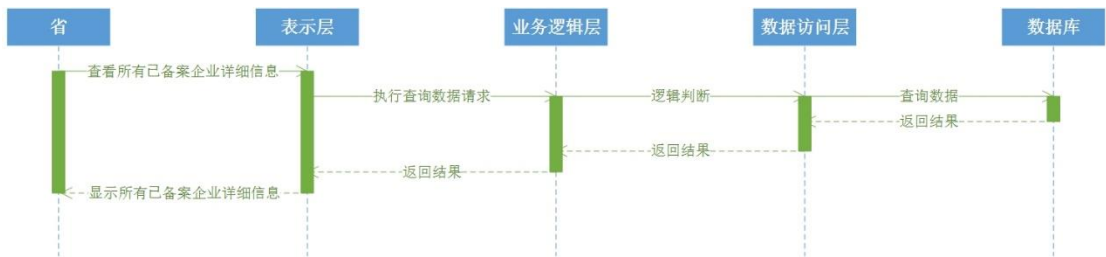 省
表示层
业务逻辑层
数据访问层
数据库
查看所有已备案企业详细信息
执行查询数据请求
逻辑判断
查询数据
返回结果
返回结果
返回结果
显示所有已备案企业详细信息